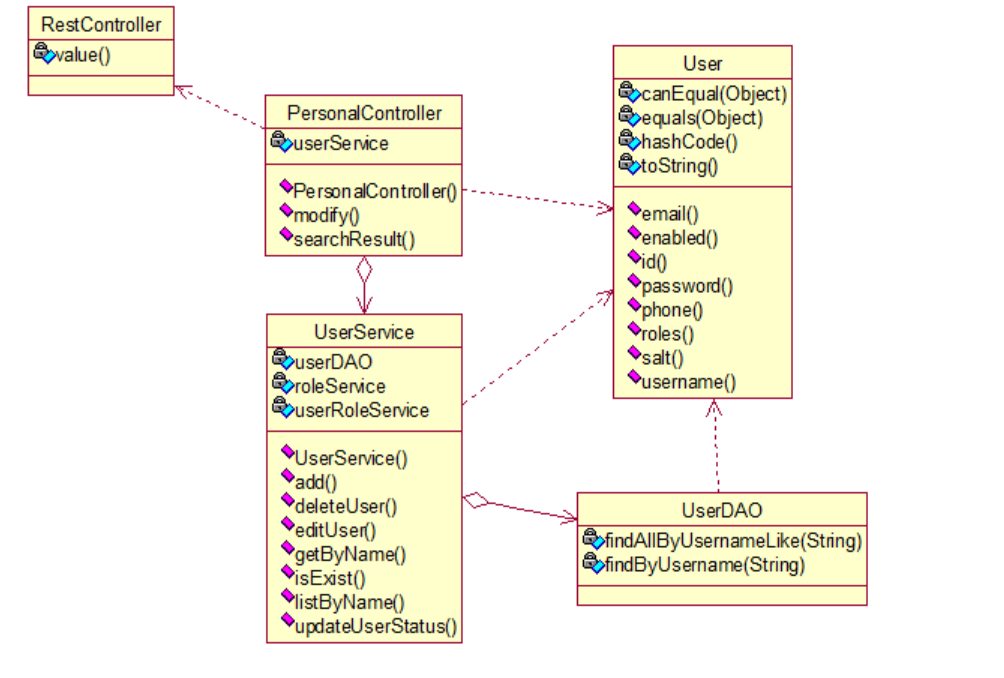 RestController
value()
PersonalController
userService
PersonalController()
modify()
searchResult()
User
canEqual(Object)
equals(Object)
hashCode()
toString()
email()
enabled()
id()
password()
phone()
roles()
salt()
username()
UserService
userDAO
roleService
userRoleService
UserService()
add()
deleteUser()
editUser()
getByName()
isExist()
listByName()
updateUserStatus()
UserDAO
findAllByUsernameLike(String)
findByUsername(String)